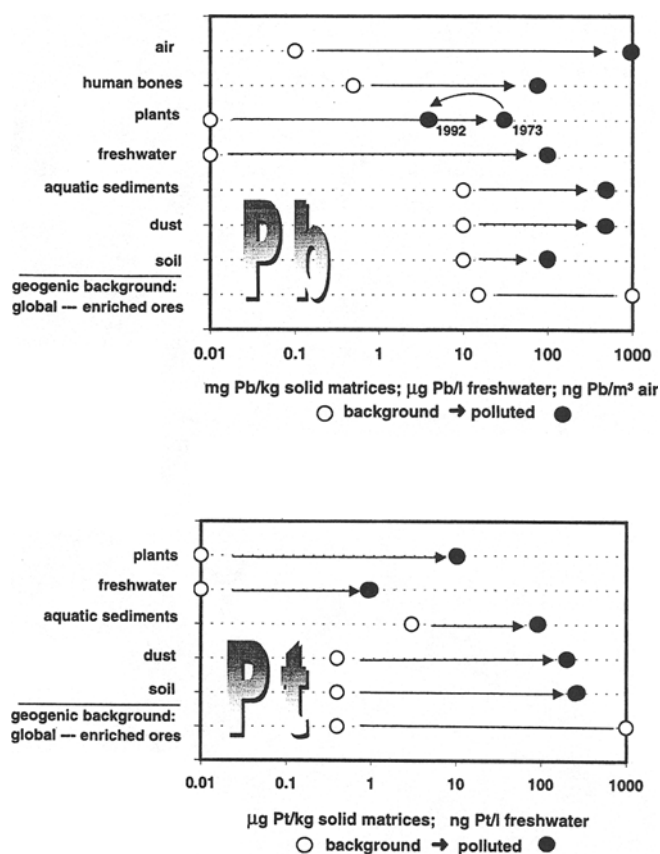 air
human bones
plants
1992 1973
freshwater
aquatic sediments
dust
soil
Pb
geogenic background:
global --- enriched ores
0.01 0.1 1 10 100 1000
mg Pb/kg solid matrices; µg Pb/l freshwater; ng Pb/m³ air
background → polluted
plants
freshwater
aquatic sediments
dust
soil
Pt
geogenic background:
global --- enriched ores
0.01 0.1 1 10 100 1000
µg Pt/kg solid matrices; ng Pt/l freshwater
background → polluted